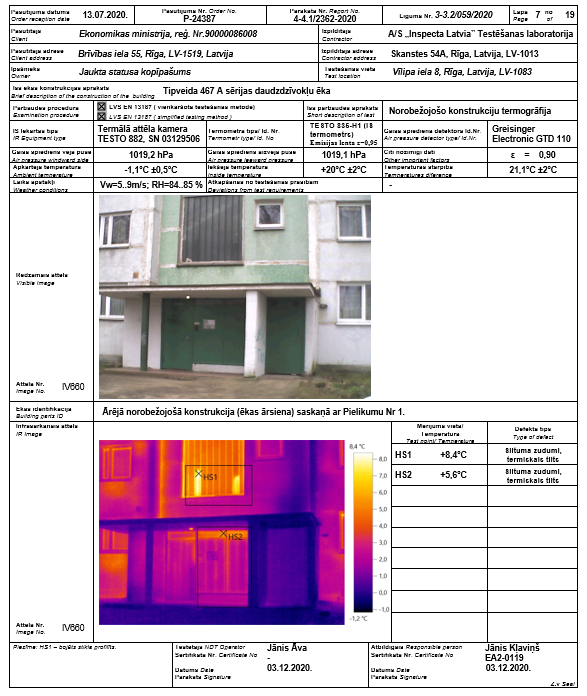 Pasūtījuma datums Order reception date 13.07.2020. Pasūtījuma Nr. Order No. P-24387 Pārskata Nr. Report No. 4-4.1/2362-2020 Līguma Nr. 3-3.2/059/2020 Lapa Page 7 no of 19
Pasūtītājs Client Ekonomikas ministrija, reģ. Nr.90000086008 Izpildītājs Contractor A/S „Inspecta Latvia” Testēšanas laboratorija
Pasūtītāja adrese Client address Brīvības iela 55, Rīga, LV-1519, Latvija Izpildītāja adrese Contractor address Skanstes 54A, Rīga, Latvija, LV-1013
Īpašnieks Owner Jaukta statusa kopīpašums Testēšanas vieta Test location Vīlipa iela 8, Rīga, Latvija, LV-1083
Īss ēkas konstrukcijas apraksts Brief description of the construction of the building Tipveida 467 A sērijas daudzdzīvokļu ēka
Pārbaudes procedūra Examination procedure
LVS EN 13187 ( vienkāršots testēšanas metode)
LVS EN 13187 ( simplified testing method )
Īss pārbaudes apraksts Short description of test Norobežojošo konstrukciju termogrāfija
IS iekārtas tips IR Equipment type Termālā attēla kamera TESTO 882, SN 03129506
Termometra tips/ Id. Nr. Termometr type/ Id. No TESTO 835-H1 (IS termometrs) Emisijas lenta ε=0,95
Gaisa spiediena detektora Id.Nr. Air pressure detector type/ Id.Nr. Greisinger Electronic GTD 110
Gaisa spiediens vēja pusē Air pressure windward side 1019,2 hPa Gaisa spiediens aizvēja pusē Air pressure leeward pressure 1019,1 hPa Citi nozīmīgi dati Other important factors ε = 0,90
Apkārtējā temperatūra Ambient temperature -1,1°C ±0,5°C Iekšējā temperatūra Inside temperature +20°C ±2°C Temperatūras starpība Temperatures diference 21,1°C ±2°C
Laika apstākļi Weather conditions Vw=5..9m/s; RH=84..85 % Atkāpšanās no testēšanas prasībām Deviations from test requirements -
Redzamais attēls
Visible image
Attēla Nr.
Image No. IV660
Ēkas identifikācija Building parts ID Ārējā norobežojošā konstrukcija (ēkas ārsiena) saskaņā ar Pielikumu Nr 1.
Infrasarkanais attēls
IR image
Mērījuma vieta/ Temperatūra Test point/ Temperature
Defekta tips Type of defect
HS1 +8,4°C siltuma zudumi, termiskais tilts
HS2 +5,6°C siltuma zudumi, termiskais tilts
HS1
HS2
8,4 °C
8,0
7,0
6,0
5,0
4,0
3,0
2,0
1,0
0,0
-1,0
-1,2 °C
Attēla Nr.
Image No. IV660
Piezīme: HS1 – bojāts stikla profilīts.
Testētājs NDT Operator Jānis Āva
Sertifikāta Nr. Certificate No -
Datums Date 03.12.2020.
Paraksts Signature
Atbildīgais Responsible person Jānis Kļaviņš
Sertifikāta Nr. Certificate No EA2-0119
Datums Date 03.12.2020.
Paraksts Signature
Z.v Seal